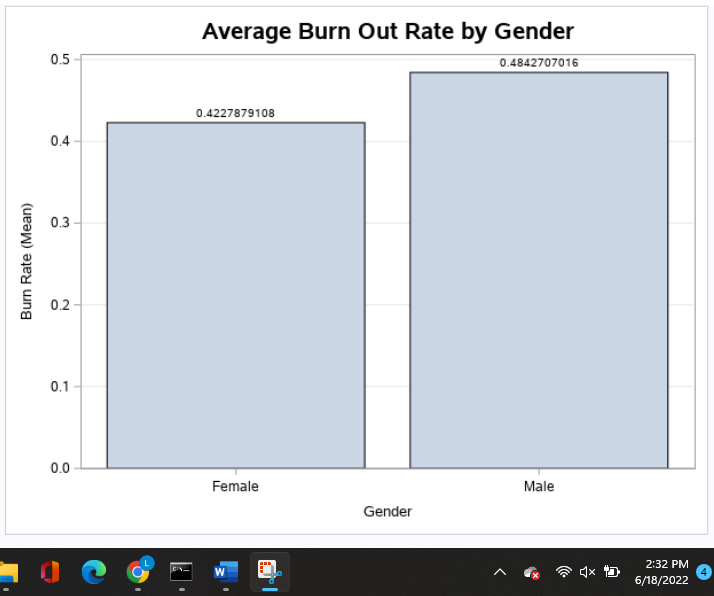 Average Burn Out Rate by Gender
0.5
0.4842707016
0.4227879108
0.4
0.3
Burn Rate (Mean)
0.2
0.1
0.0
Female Male
Gender
L
W
2:32 PM
6/18/2022
4